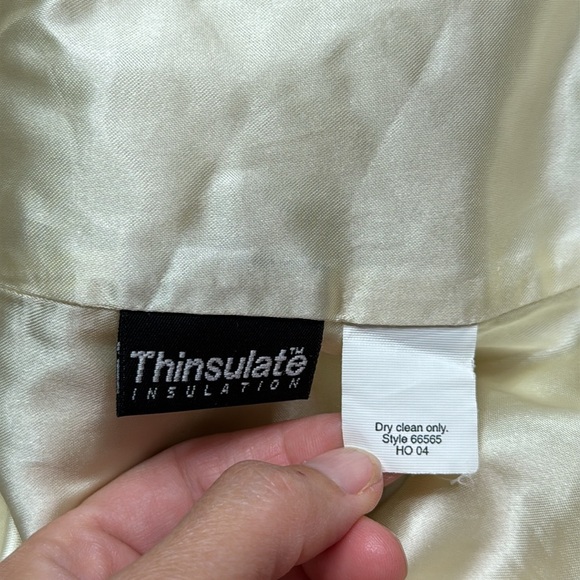 Thinsulate™
INSULATION
Dry clean only.
Style 66565
HO 04